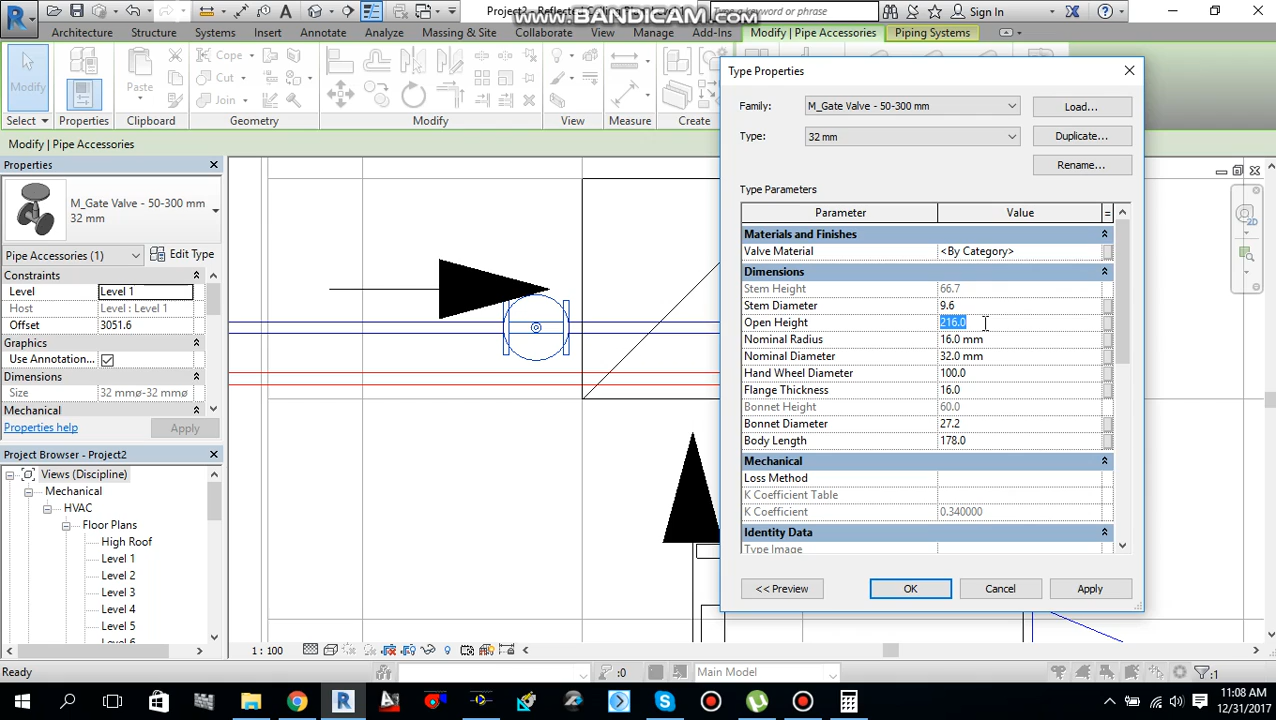 Project2 - Reflected Ceiling Plan:
www.BANDICAM.com
keyword or phrase
Sign In
Architecture Structure Systems Insert Annotate Analyze Massing & Site Collaborate View Manage Add-Ins Modify | Pipe Accessories Piping Systems
Modify
Paste
Cope
Cut
Join
Select Properties Clipboard Geometry Modify View Measure Create
Modify | Pipe Accessories
Properties
M_Gate Valve - 50-300 mm
32 mm
Pipe Accessories (1)
Edit Type
Constraints
Level Level 1
Host Level : Level 1
Offset 3051.6
Graphics
Use Annotation...
Dimensions
Size 32 mmø-32 mmø
Mechanical
Properties help
Apply
Project Browser - Project2
Views (Discipline)
Mechanical
HVAC
Floor Plans
High Roof
Level 1
Level 2
Level 3
Level 4
Level 5
Level 6
Type Properties
Family: M_Gate Valve - 50-300 mm Load...
Type: 32 mm Duplicate...
Rename...
Type Parameters
Parameter Value =
Materials and Finishes
Valve Material <By Category>
Dimensions
Stem Height 66.7
Stem Diameter 9.6
Open Height 216.0
Nominal Radius 16.0 mm
Nominal Diameter 32.0 mm
Hand Wheel Diameter 100.0
Flange Thickness 16.0
Bonnet Height 60.0
Bonnet Diameter 27.2
Body Length 178.0
Mechanical
Loss Method
K Coefficient Table
K Coefficient 0.340000
Identity Data
Type Image
<< Preview OK Cancel Apply
1 : 100
Ready
:0
Main Model
:1
11:08 AM
12/31/2017